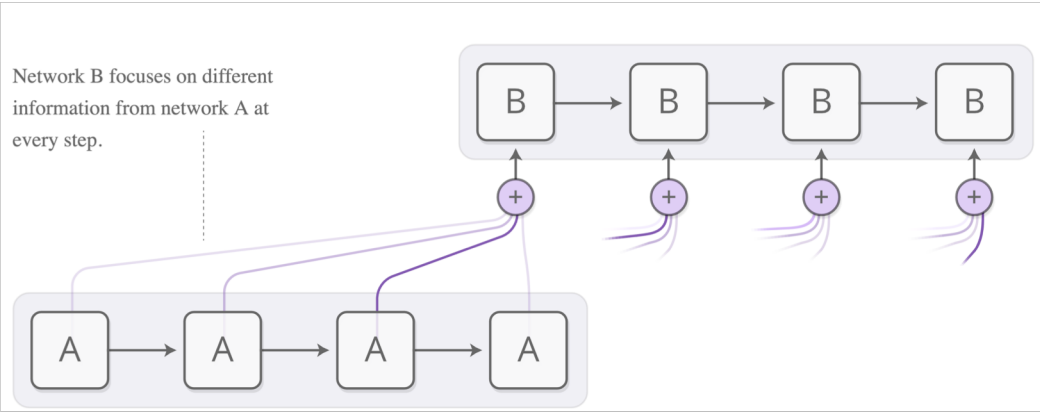 Network B focuses on different
information from network A at
every step.
B B B B
+ + + +
A A A A